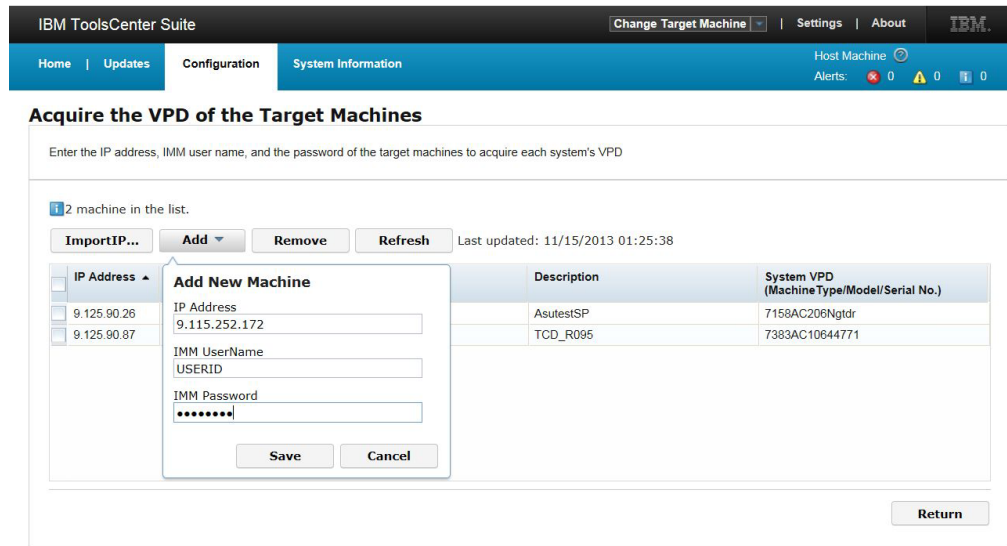 IBM ToolsCenter Suite
Change Target Machine | Settings | About IBM.
Home | Updates Configuration System Information
Host Machine ?
Alerts: 0 0 0
Acquire the VPD of the Target Machines
Enter the IP address, IMM user name, and the password of the target machines to acquire each system's VPD
2 machine in the list.
ImportIP... Add Remove Refresh Last updated: 11/15/2013 01:25:38
IP Address Description System VPD
(MachineType/Model/Serial No.)
9.125.90.26 AsutestSP 7158AC206Ngtdr
9.125.90.87 TCD_R095 7383AC10644771
Add New Machine
IP Address
9.115.252.172
IMM UserName
USERID
IMM Password
••••••••
Save Cancel
Return